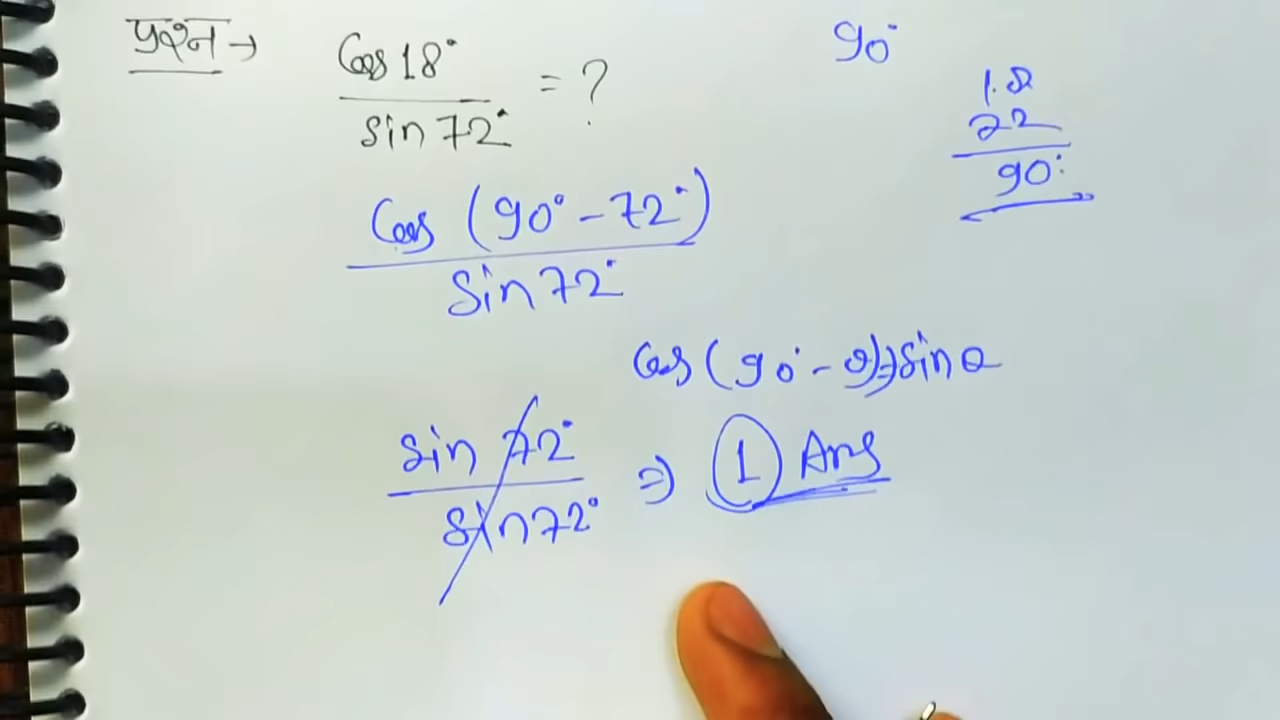 प्रश्न → Cos 18° / sin 72° = ?
90°
18
72
90°
Cos (90° - 72°) / sin 72°
Cos (90° - θ) = sin θ
sin 72° / sin 72° ⇒ 1 Ans